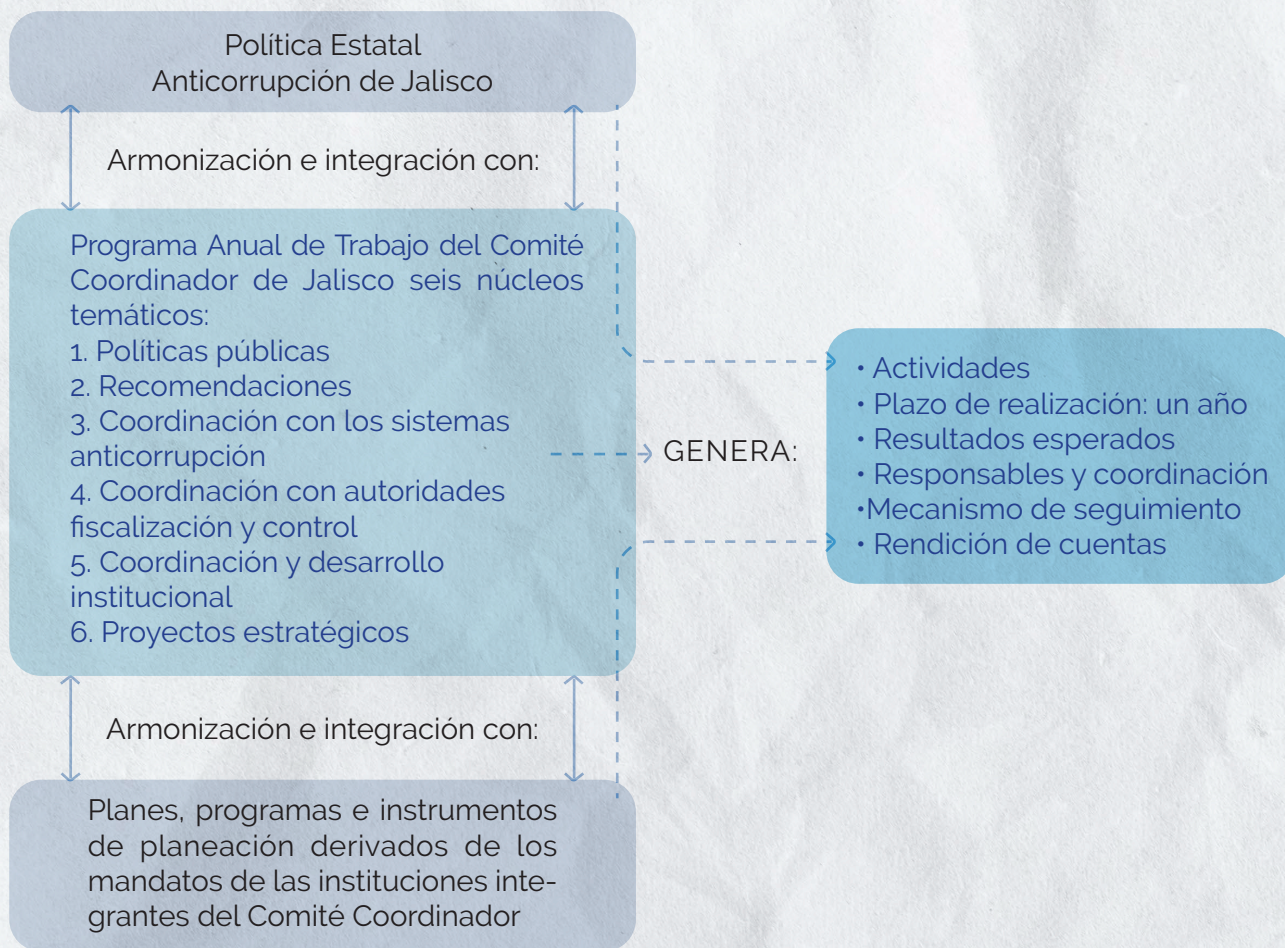 Política Estatal
Anticorrupción de Jalisco
Armonización e integración con:
Programa Anual de Trabajo del Comité
Coordinador de Jalisco seis núcleos
temáticos:
1. Políticas públicas
2. Recomendaciones
3. Coordinación con los sistemas
anticorrupción
4. Coordinación con autoridades
fiscalización y control
5. Coordinación y desarrollo
institucional
6. Proyectos estratégicos
GENERA:
• Actividades
• Plazo de realización: un año
• Resultados esperados
• Responsables y coordinación
•Mecanismo de seguimiento
• Rendición de cuentas
Armonización e integración con:
Planes, programas e instrumentos
de planeación derivados de los
mandatos de las instituciones inte-
grantes del Comité Coordinador